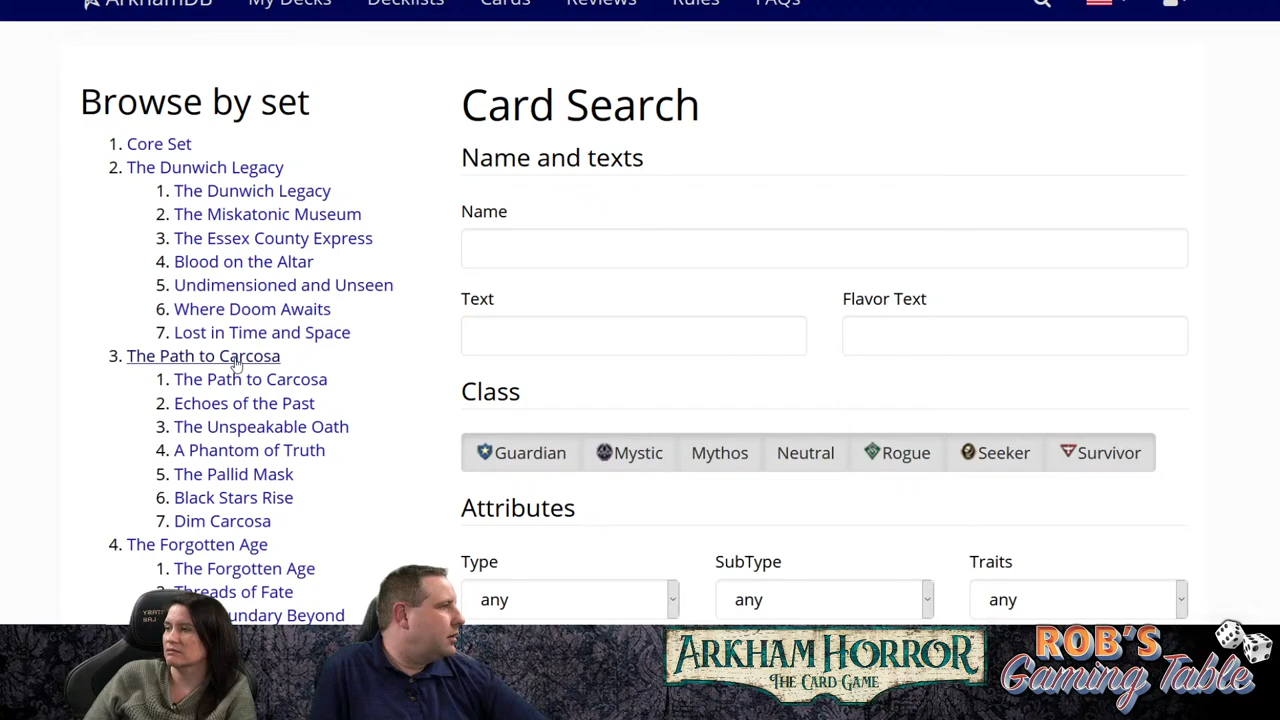 ArkhamDB My Decks Decklists Cards Reviews Rules FAQs
Browse by set
1. Core Set
2. The Dunwich Legacy
1. The Dunwich Legacy
2. The Miskatonic Museum
3. The Essex County Express
4. Blood on the Altar
5. Undimensioned and Unseen
6. Where Doom Awaits
7. Lost in Time and Space
3. The Path to Carcosa
1. The Path to Carcosa
2. Echoes of the Past
3. The Unspeakable Oath
4. A Phantom of Truth
5. The Pallid Mask
6. Black Stars Rise
7. Dim Carcosa
4. The Forgotten Age
1. The Forgotten Age
Threads of Fate
Beyond
Card Search
Name and texts
Name
Text Flavor Text
Class
Guardian Mystic Mythos Neutral Rogue Seeker Survivor
Attributes
Type SubType Traits
any any any
ARKHAM HORROR
THE CARD GAME
ROB'S
Gaming Table